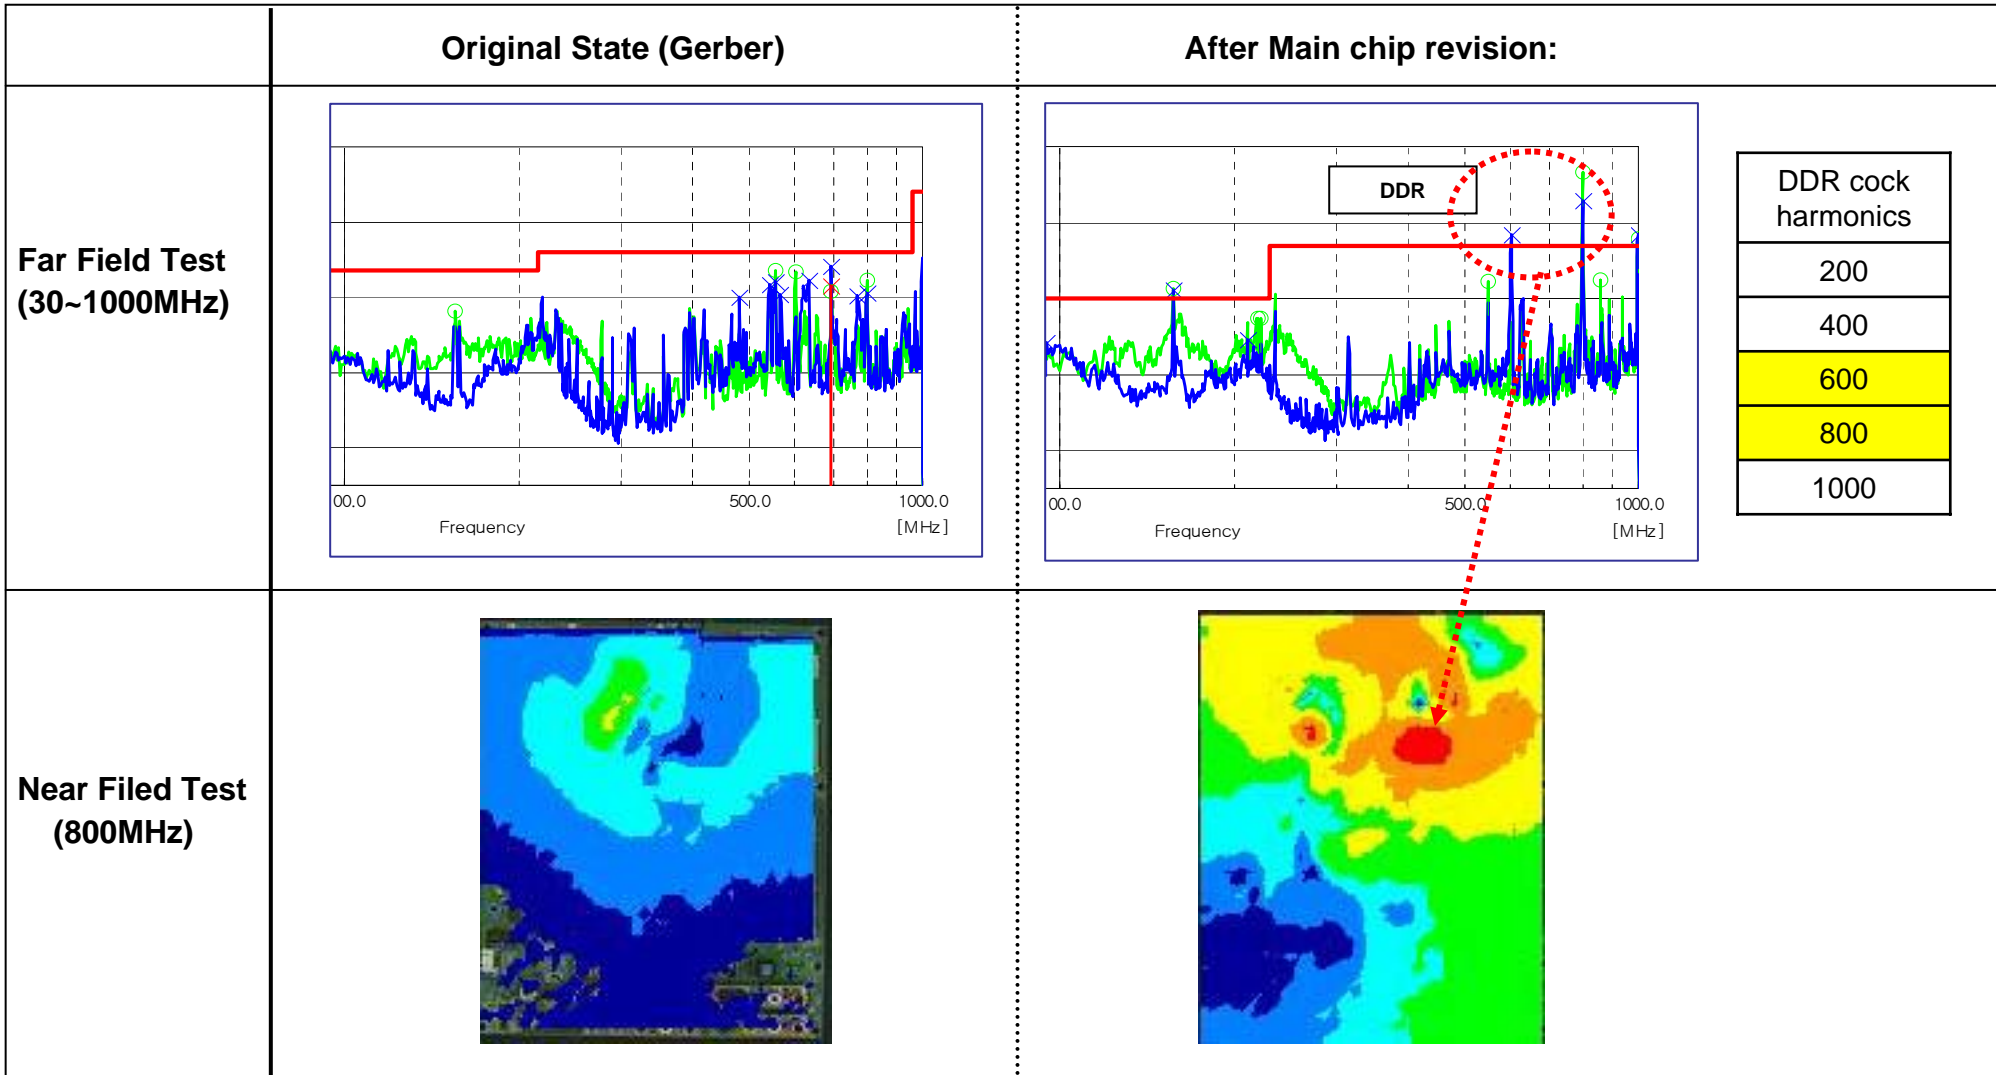 Original State (Gerber)
After Main chip revision:
Far Field Test
(30~1000MHz)
00.0
500.0
1000.0
Frequency
[MHz]
DDR
00.0
500.0
1000.0
Frequency
[MHz]
DDR cock
harmonics
200
400
600
800
1000
Near Filed Test
(800MHz)